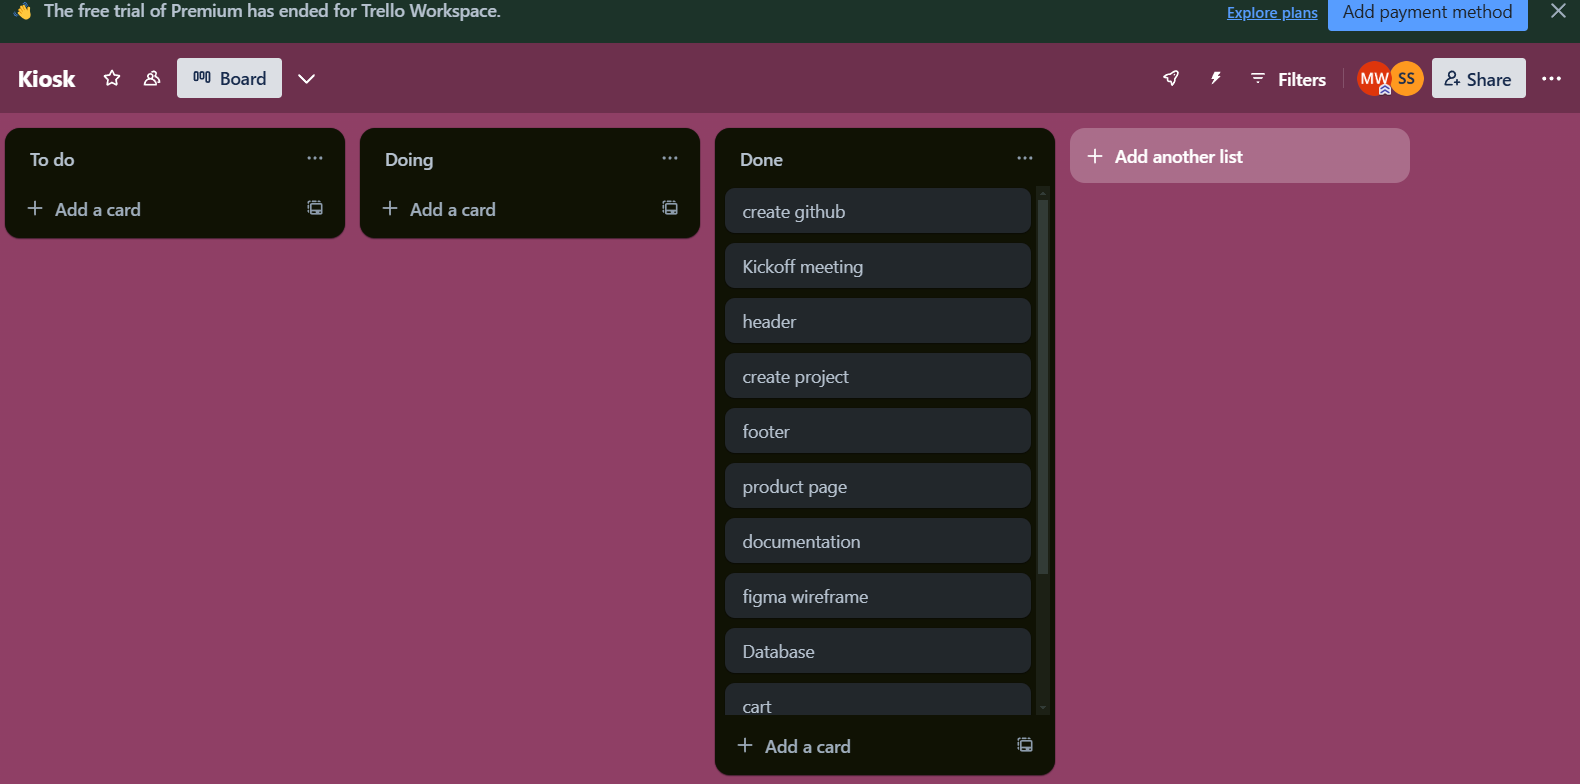 The free trial of Premium has ended for Trello Workspace.
Explore plans
Add payment method
Kiosk
Board
Filters
MW
SS
Share
To do
Add a card
Doing
Add a card
Done
create github
Kickoff meeting
header
create project
footer
product page
documentation
figma wireframe
Database
cart
Add a card
Add another list